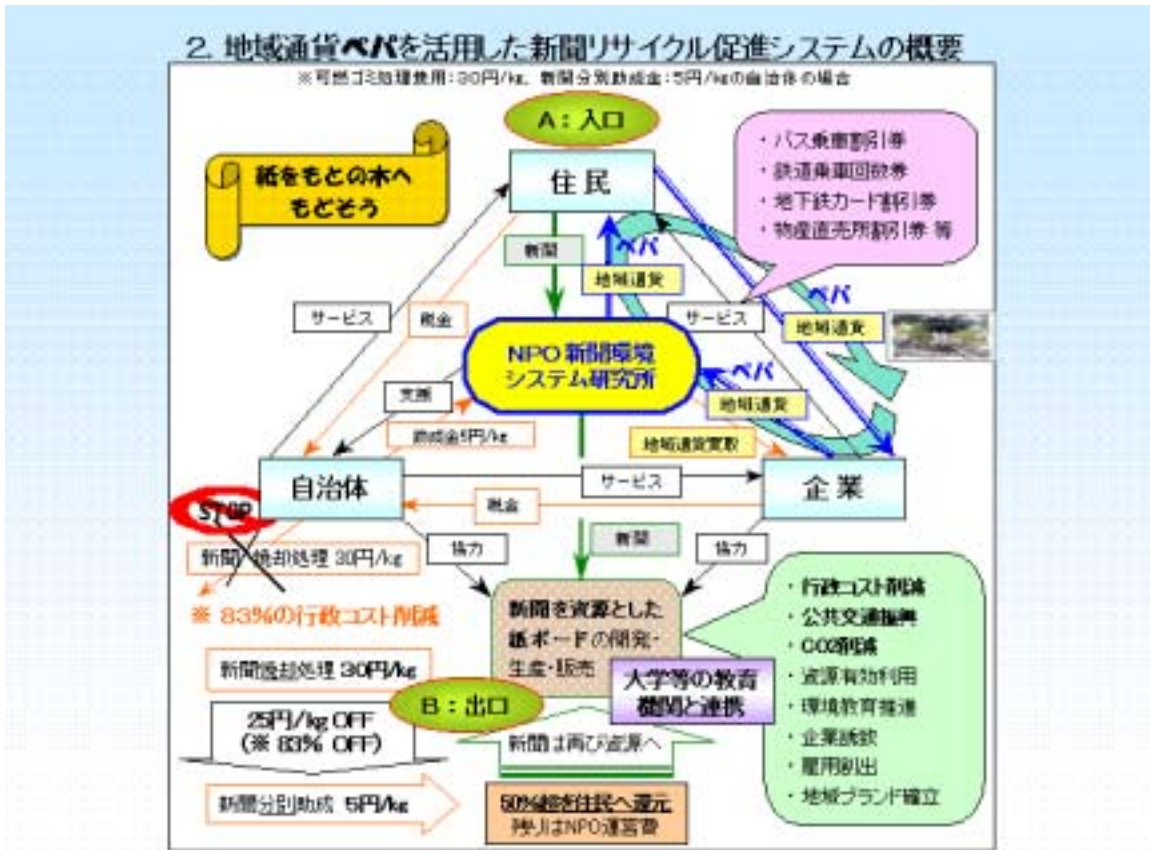 2. 地域通貨ペパを活用した新聞リサイクル促進システムの概要
※可燃ゴミ処理費用:30円/kg、新聞分別助成金:5円/kgの自治体の場合
A:入口
紙をもとの木へ
もどそう
住民
・バス乗車割引券
・鉄道乗車回数券
・地下鉄カード割引券
・物産直売所割引券 等
新聞
ペパ
地域通貨
サービス
税金
サービス
ペパ
地域通貨
NPO 新聞環境
システム研究所
ペパ
地域通貨
支援
助成金5円/kg
地域通貨買取
自治体
サービス
企業
税金
STOP
新聞 焼却処理 30円/kg
協力
新聞
協力
※ 83%の行政コスト削減
新聞を資源とした
紙ボードの開発・
生産・販売
・行政コスト削減
・公共交通振興
・CO2削減
・資源有効利用
・環境教育推進
・企業誘致
・雇用創出
・地域ブランド確立
新聞焼却処理 30円/kg
大学等の教育
機関と連携
B:出口
25円/kg OFF
(※ 83% OFF)
新聞は再び資源へ
新聞分別助成 5円/kg
50%超を住民へ還元
残りはNPO運営費